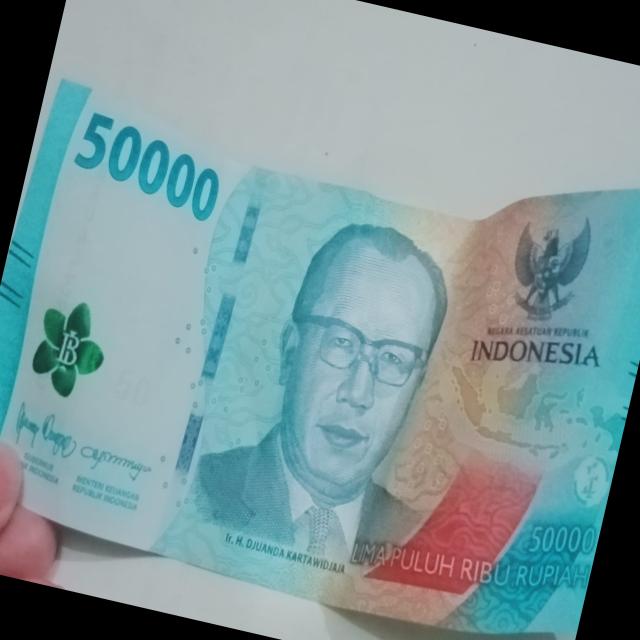 50000
NEGARA KESATUAN REPUBLIK
INDONESIA
50
GUBERNUR
BANK INDONESIA
MENTERI KEUANGAN
REPUBLIK INDONESIA
Ir. H. DJUANDA KARTAWIDJAJA
50000
LIMA PULUH RIBU RUPIAH